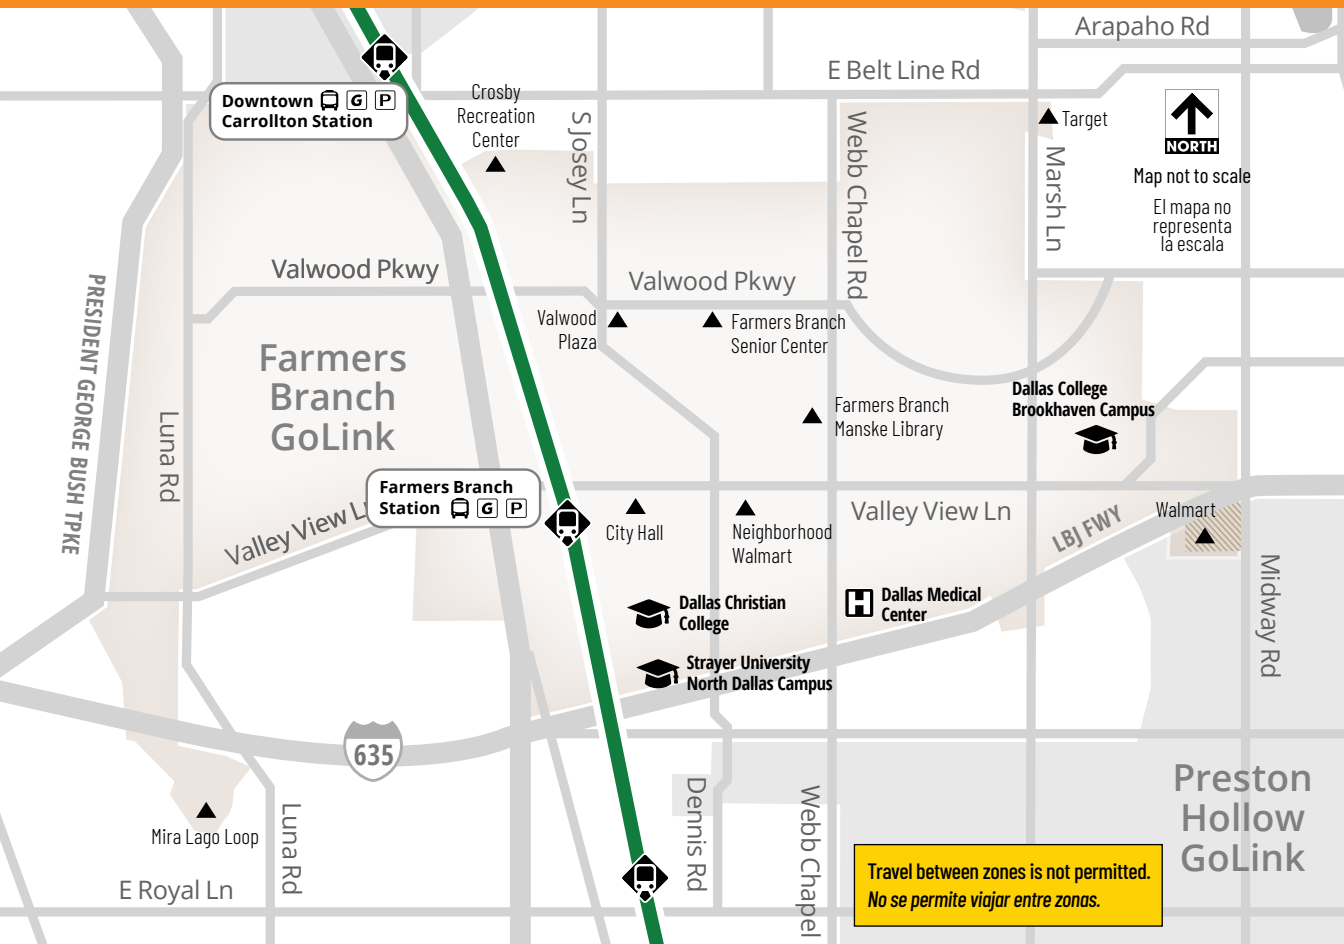 Arapaho Rd
E Belt Line Rd
Crosby
Recreation
Center
Downtown G P
Carrollton Station
S Josey Ln
Webb Chapel Rd
Target
Marsh Ln
NORTH
Map not to scale
El mapa no
representa
la escala
Valwood Pkwy
Valwood Pkwy
PRESIDENT GEORGE BUSH TPKE
Valwood
Plaza
Farmers Branch
Senior Center
Farmers
Branch
GoLink
Dallas College
Brookhaven Campus
Farmers Branch
Manske Library
Luna Rd
Farmers Branch
Station G P
Valley View L
City Hall
Neighborhood
Walmart
Valley View Ln
LBJ FWY
Walmart
Midway Rd
Dallas Christian
College
H
Dallas Medical
Center
Strayer University
North Dallas Campus
635
Mira Lago Loop
Luna Rd
E Royal Ln
Dennis Rd
Webb Chapel
Preston
Hollow
GoLink
Travel between zones is not permitted.
No se permite viajar entre zonas.